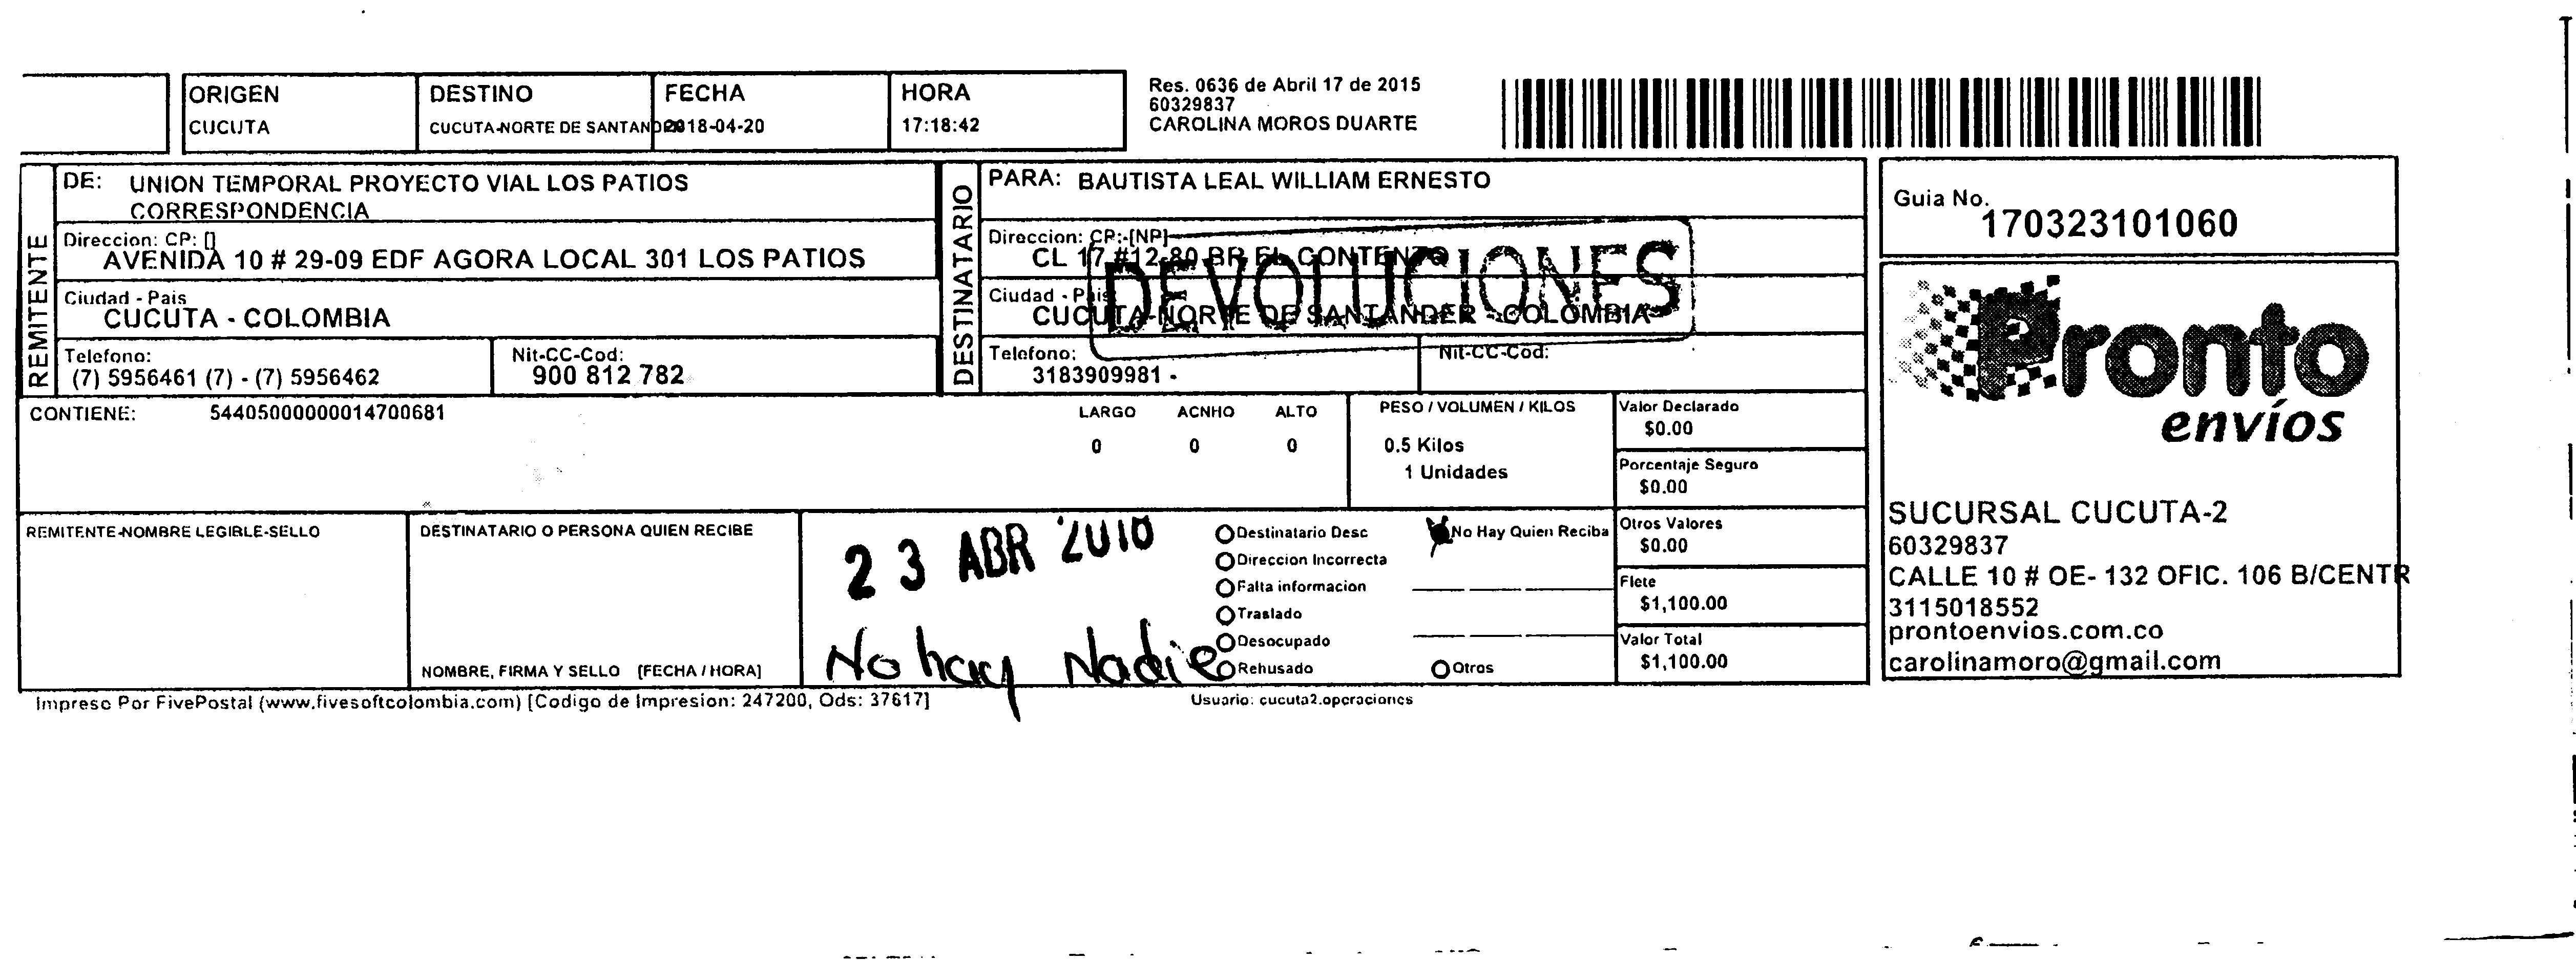 ORIGEN
CUCUTA
DESTINO
CUCUTA-NORTE DE SANTANDER
FECHA
2018-04-20
HORA
17:18:42
Res. 0636 de Abril 17 de 2015
60329837
CAROLINA MOROS DUARTE
REMITENTE
DE: UNION TEMPORAL PROYECTO VIAL LOS PATIOS
CORRESPONDENCIA
Direccion: CP: []
AVENIDA 10 # 29-09 EDF AGORA LOCAL 301 LOS PATIOS
Ciudad - Pais
CUCUTA - COLOMBIA
Telefono:
(7) 5956461 (7) - (7) 5956462
Nit-CC-Cod:
900 812 782
DESTINATARIO
PARA: BAUTISTA LEAL WILLIAM ERNESTO
Direccion: CP:-[NP]
CL 17 #12-80 BR EL CONTENTO
DEVOLUCIONES
Ciudad - Pais
CUCUTA-NORTE DE SANTANDER - COLOMBIA
Telefono:
3183909981 -
Nit-CC-Cod:
Guia No.
170323101060
Pronto
envíos
SUCURSAL CUCUTA-2
60329837
CALLE 10 # OE- 132 OFIC. 106 B/CENTR
3115018552
prontoenvios.com.co
carolinamoro@gmail.com
CONTIENE: 54405000000014700681
LARGO ACNHO ALTO
0 0 0
PESO / VOLUMEN / KILOS
0.5 Kilos
1 Unidades
Valor Declarado
$0.00
Porcentaje Seguro
$0.00
Otros Valores
$0.00
Flete
$1,100.00
Valor Total
$1,100.00
REMITENTE-NOMBRE LEGIBLE-SELLO
DESTINATARIO O PERSONA QUIEN RECIBE
NOMBRE, FIRMA Y SELLO [FECHA / HORA]
23 ABR 2018
No hay Nadie
Destinatario Desc
Direccion Incorrecta
Falta informacion
Traslado
Desocupado
Rehusado
No Hay Quien Reciba
Otros
Impreso Por FivePostal (www.fivesoftcolombia.com) [Codigo de Impresion: 247200, Ods: 37617]
Usuario: cucuta2.operaciones